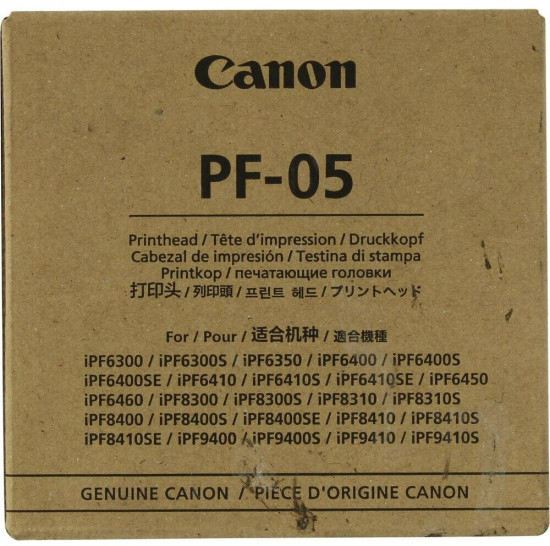 Canon
PF-05
Printhead / Tête d'impression / Druckkopf
Cabezal de impresión / Testina di stampa
Printkop / печатающие головки
打印头 / 列印頭 / 프린트 헤드 / プリントヘッド
For / Pour / 适合机种 / 適合機種
iPF6300 / iPF6300S / iPF6350 / iPF6400 / iPF6400S
iPF6400SE / iPF6410 / iPF6410S / iPF6410SE / iPF6450
iPF6460 / iPF8300 / iPF8300S / iPF8310 / iPF8310S
iPF8400 / iPF8400S / iPF8400SE / iPF8410 / iPF8410S
iPF8410SE / iPF9400 / iPF9400S / iPF9410 / iPF9410S
GENUINE CANON / PIÈCE D'ORIGINE CANON